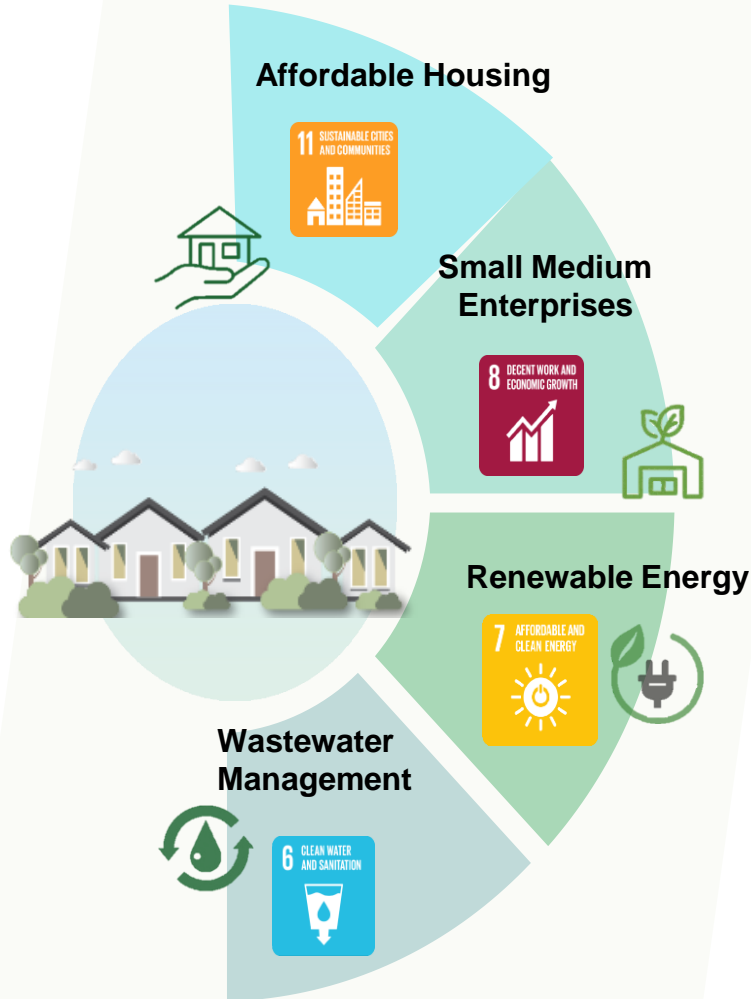 Affordable Housing
11 SUSTAINABLE CITIES
AND COMMUNITIES
Small Medium
Enterprises
8 DECENT WORK AND
ECONOMIC GROWTH
Renewable Energy
7 AFFORDABLE AND
CLEAN ENERGY
Wastewater
Management
6 CLEAN WATER
AND SANITATION